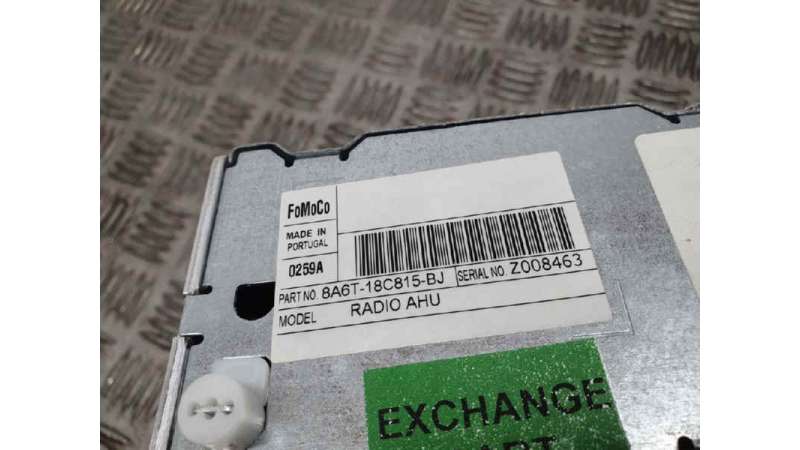 FoMoCo
MADE IN
PORTUGAL
0259A
PART NO. 8A6T-18C815-BJ SERIAL NO. Z008463
MODEL RADIO AHU
EXCHANGE